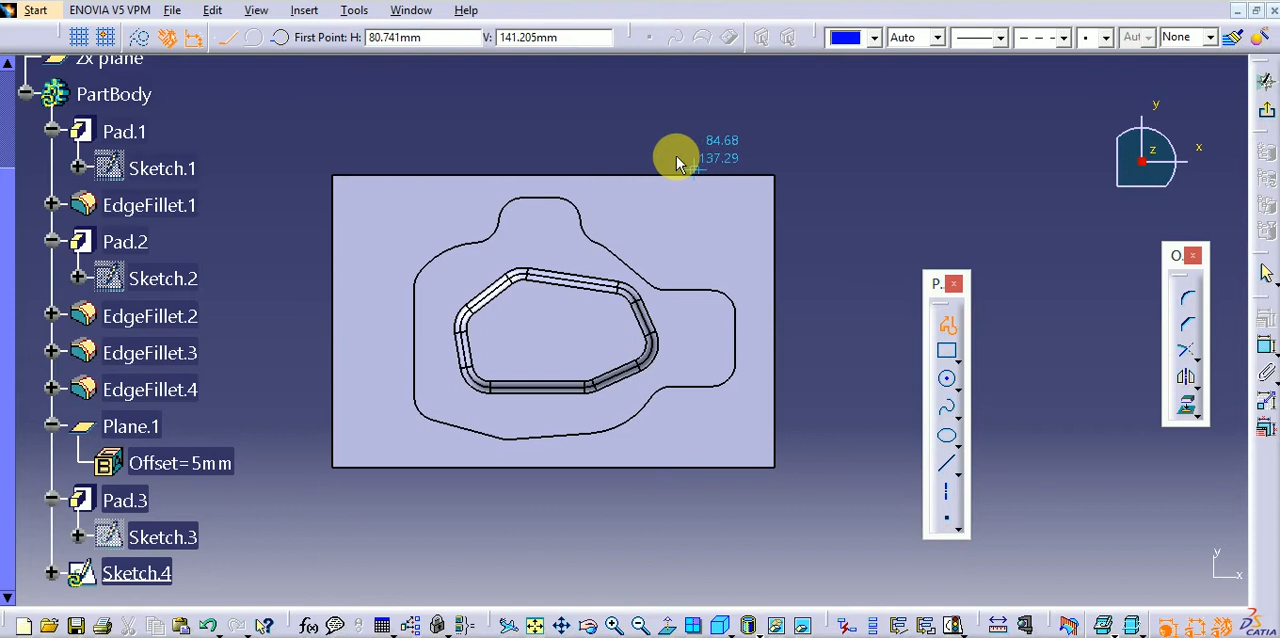 Start ENOVIA V5 VPM File Edit View Insert Tools Window Help
First Point: H: 80.741mm V: 141.205mm Auto Aut None
zx plane
PartBody
Pad.1
Sketch.1
EdgeFillet.1
Pad.2
Sketch.2
EdgeFillet.2
EdgeFillet.3
EdgeFillet.4
Plane.1
Offset=5mm
Pad.3
Sketch.3
Sketch.4
84.68
137.29
y
z
x
O.
P..
y
x
f(x)
CATIA